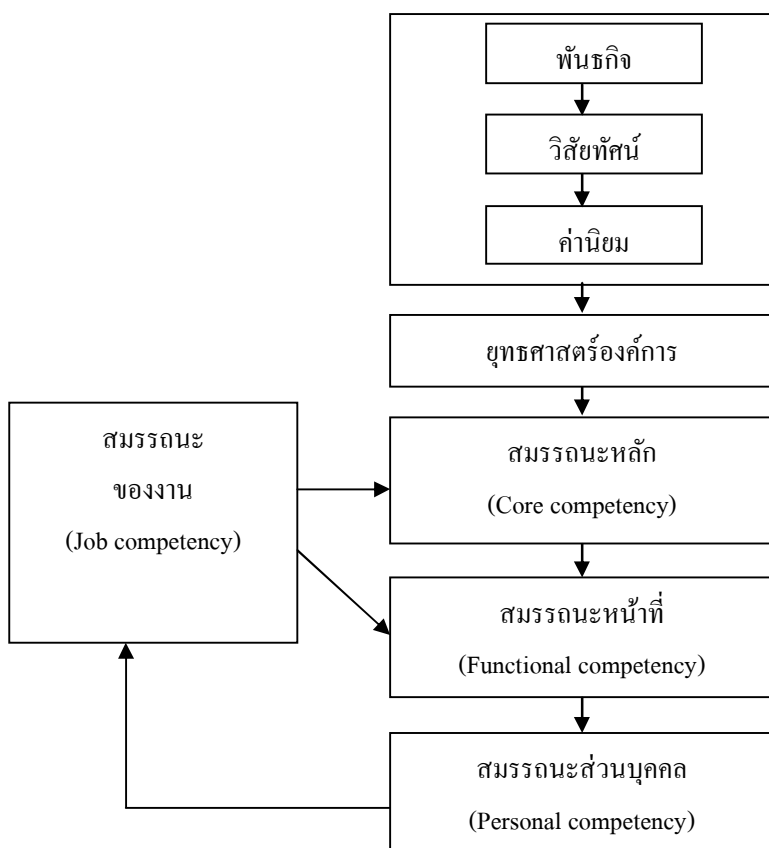 พันธกิจ
วิสัยทัศน์
ค่านิยม
ยุทธศาสตร์องค์การ
สมรรถนะ
ของงาน
(Job competency)
สมรรถนะหลัก
(Core competency)
สมรรถนะหน้าที่
(Functional competency)
สมรรถนะส่วนบุคคล
(Personal competency)